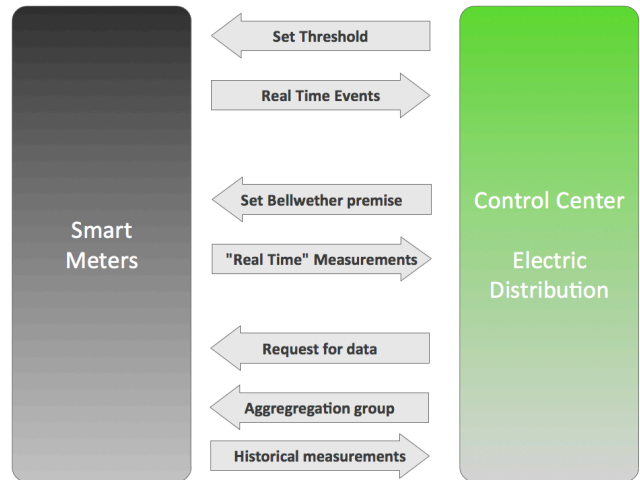 Set Threshold
Real Time Events
Set Bellwether premise
"Real Time" Measurements
Request for data
Aggregregation group
Historical measurements
Smart
Meters
Control Center
Electric
Distribution